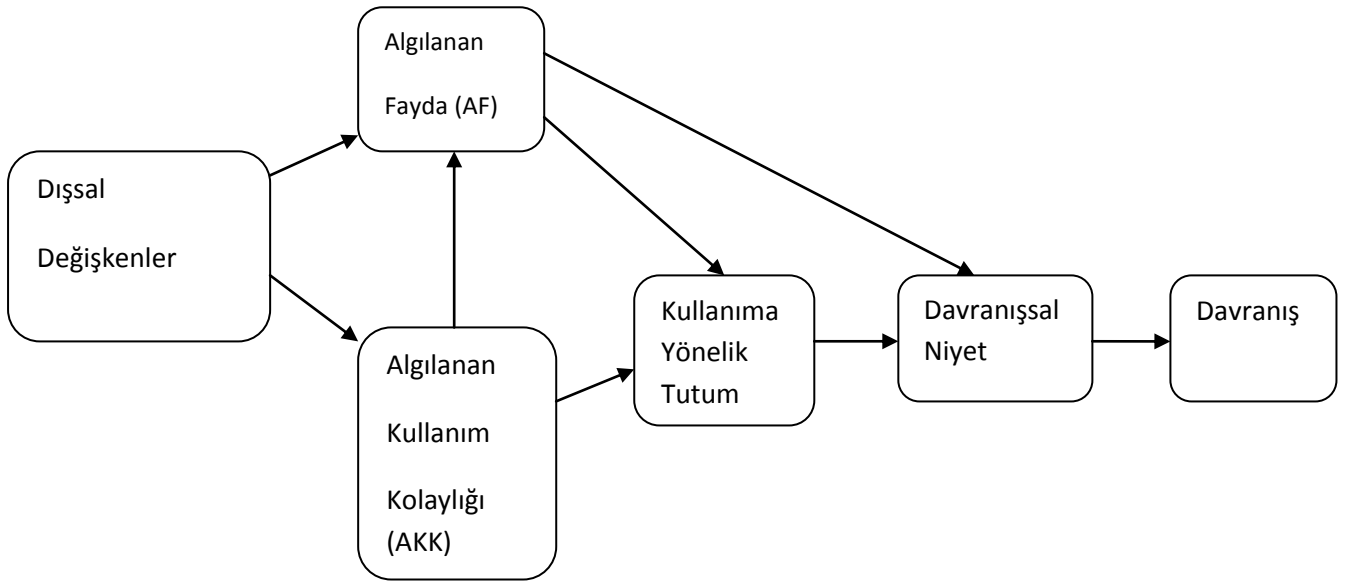 Algılanan
Fayda (AF)
Dışsal
Değişkenler
Algılanan
Kullanım
Kolaylığı
(AKK)
Kullanıma
Yönelik
Tutum
Davranışsal
Niyet
Davranış